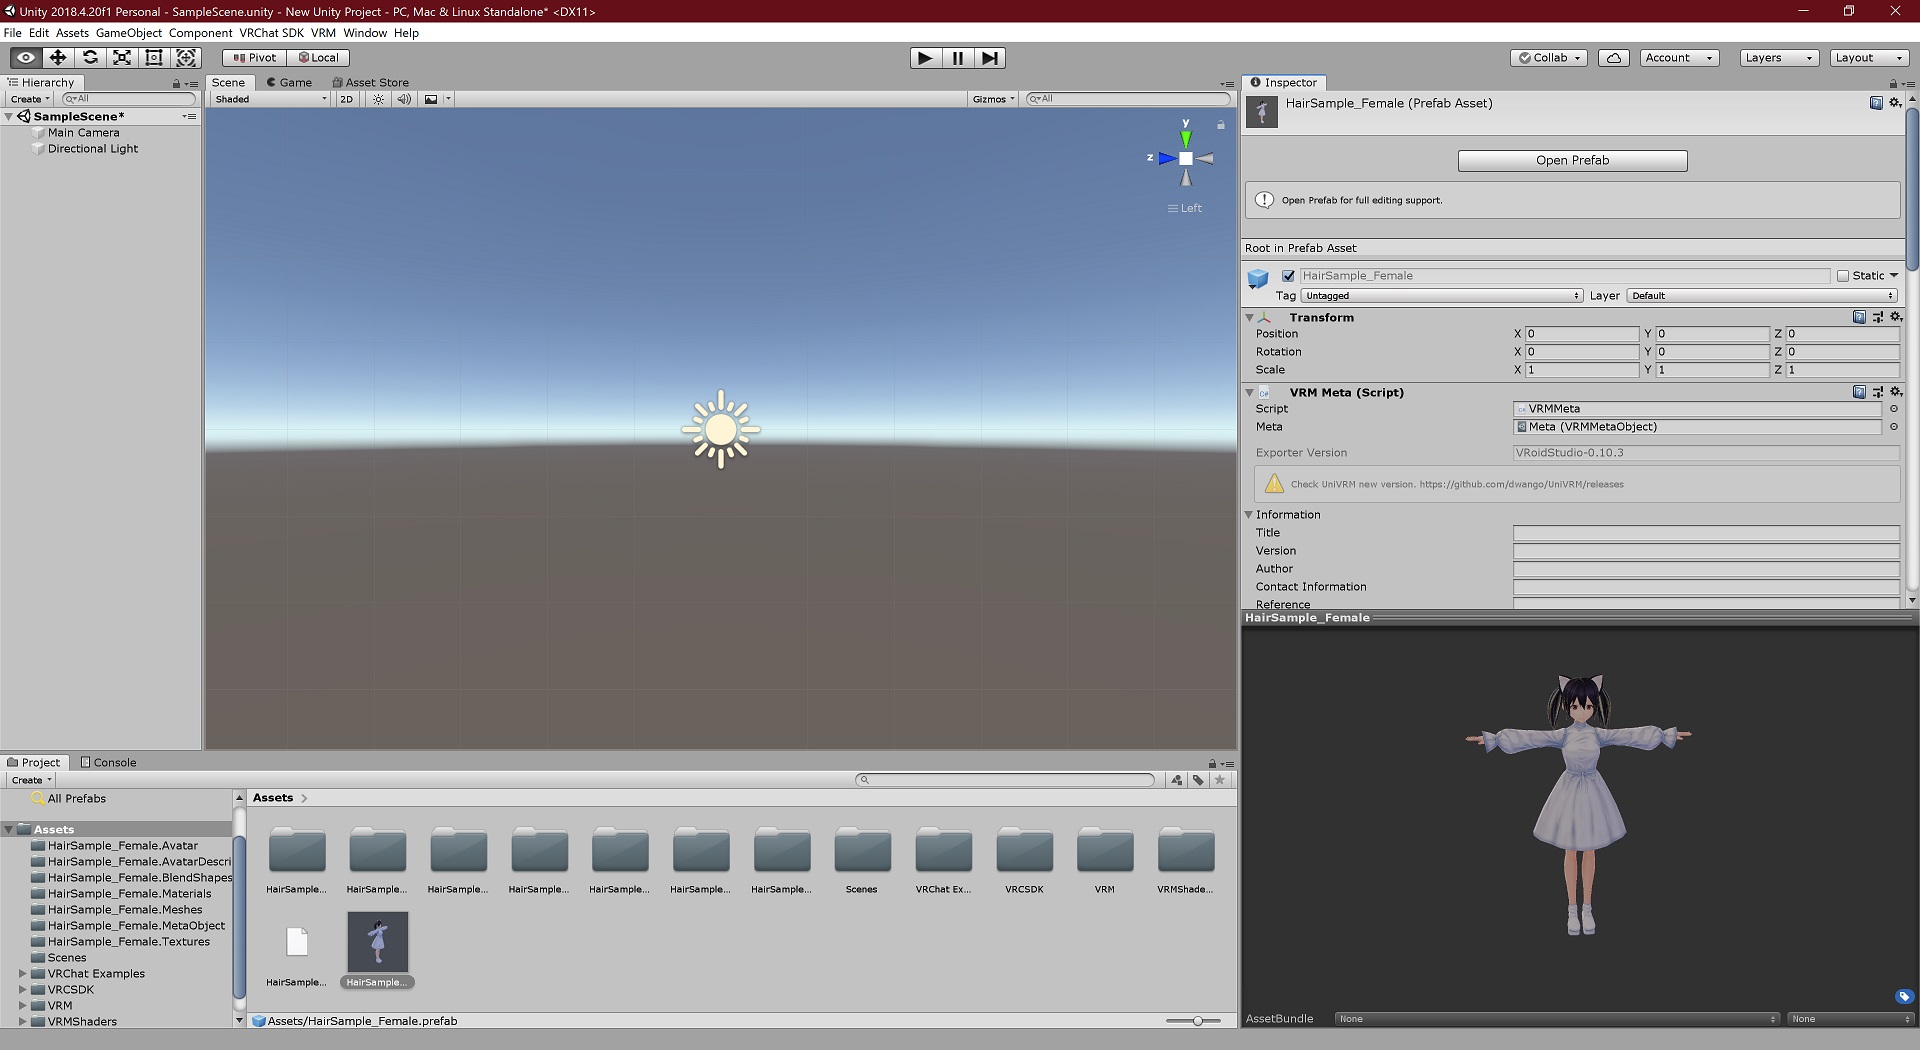 Unity 2018.4.20f1 Personal - SampleScene.unity - New Unity Project - PC, Mac & Linux Standalone* <DX11>
File Edit Assets GameObject Component VRChat SDK VRM Window Help
Pivot Local
Collab Account Layers Layout
Hierarchy
Create All
SampleScene*
Main Camera
Directional Light
Scene Game Asset Store
Shaded 2D Gizmos All
y
z
Left
Inspector
HairSample_Female (Prefab Asset)
Open Prefab
Open Prefab for full editing support.
Root in Prefab Asset
HairSample_Female Static
Tag Untagged Layer Default
Transform
Position X 0 Y 0 Z 0
Rotation X 0 Y 0 Z 0
Scale X 1 Y 1 Z 1
VRM Meta (Script)
Script VRMMeta
Meta Meta (VRMMetaObject)
Exporter Version VRoidStudio-0.10.3
Check UniVRM new version. https://github.com/dwango/UniVRM/releases
Information
Title
Version
Author
Contact Information
Reference
HairSample_Female
AssetBundle None None
Project Console
Create
All Prefabs
Assets
HairSample_Female.Avatar
HairSample_Female.AvatarDescri
HairSample_Female.BlendShapes
HairSample_Female.Materials
HairSample_Female.Meshes
HairSample_Female.MetaObject
HairSample_Female.Textures
Scenes
VRChat Examples
VRCSDK
VRM
VRMShaders
Assets
HairSample... HairSample... HairSample... HairSample... HairSample... HairSample... HairSample... Scenes VRChat Ex... VRCSDK VRM VRMShade...
HairSample... HairSample...
Assets/HairSample_Female.prefab